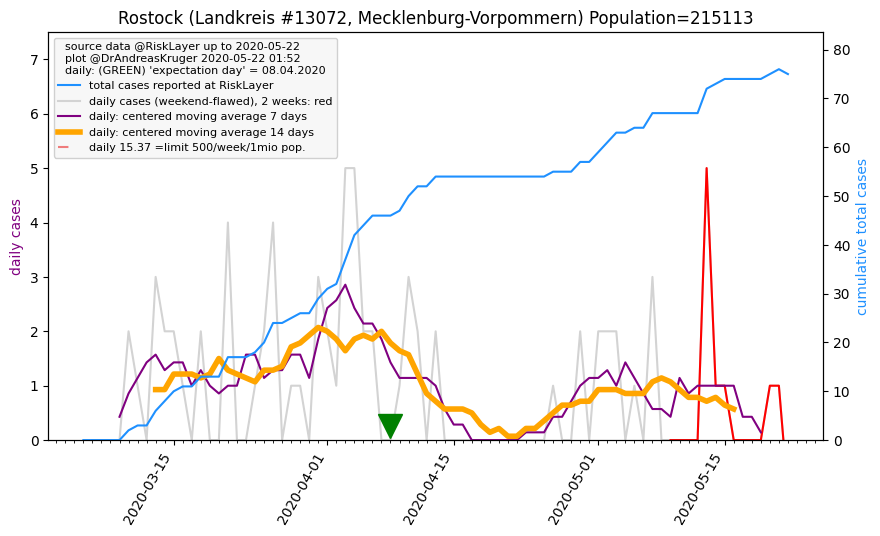 Rostock (Landkreis #13072, Mecklenburg-Vorpommern) Population=215113
source data @RiskLayer up to 2020-05-22
plot @DrAndreasKruger 2020-05-22 01:52
daily: (GREEN) 'expectation day' = 08.04.2020
total cases reported at RiskLayer
daily cases (weekend-flawed), 2 weeks: red
daily: centered moving average 7 days
daily: centered moving average 14 days
daily 15.37 =limit 500/week/1mio pop.
daily cases
7
6
5
4
3
2
1
0
cumulative total cases
80
70
60
50
40
30
20
10
0
2020-03-15
2020-04-01
2020-04-15
2020-05-01
2020-05-15